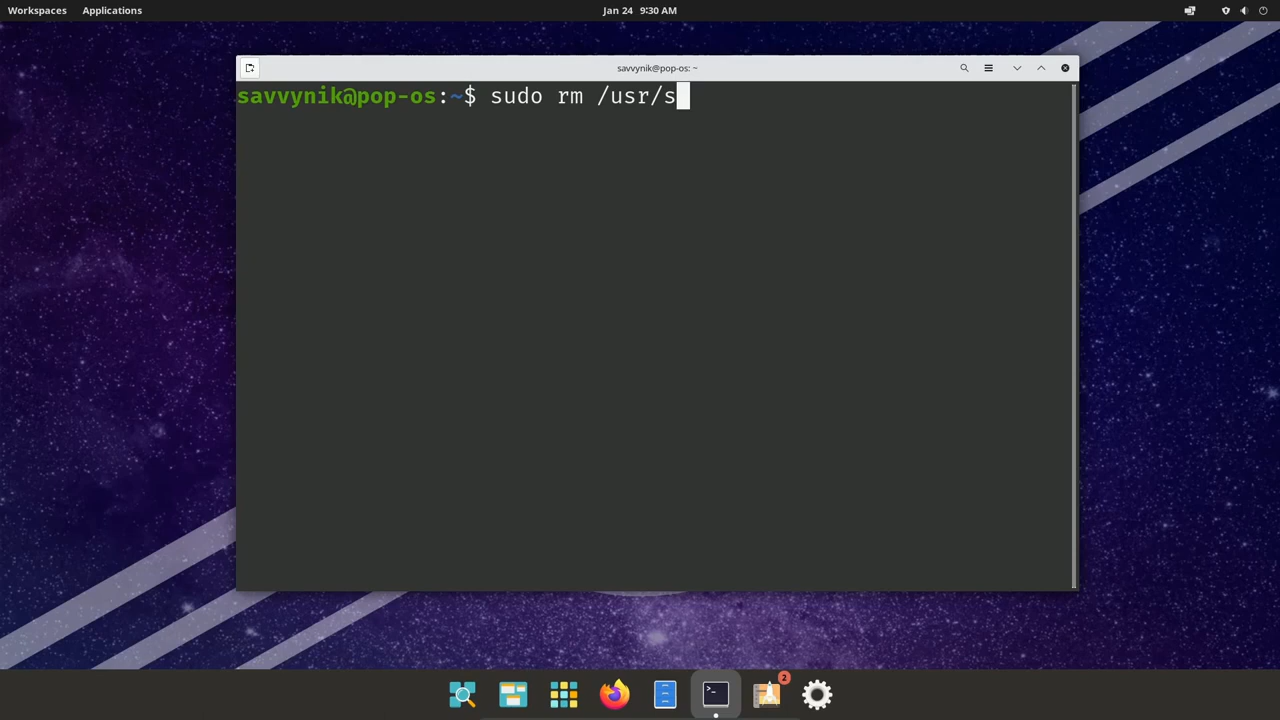 Workspaces Applications Jan 24 9:30 AM
savvynik@pop-os: ~
savvynik@pop-os:~$ sudo rm /usr/s
>_ 2